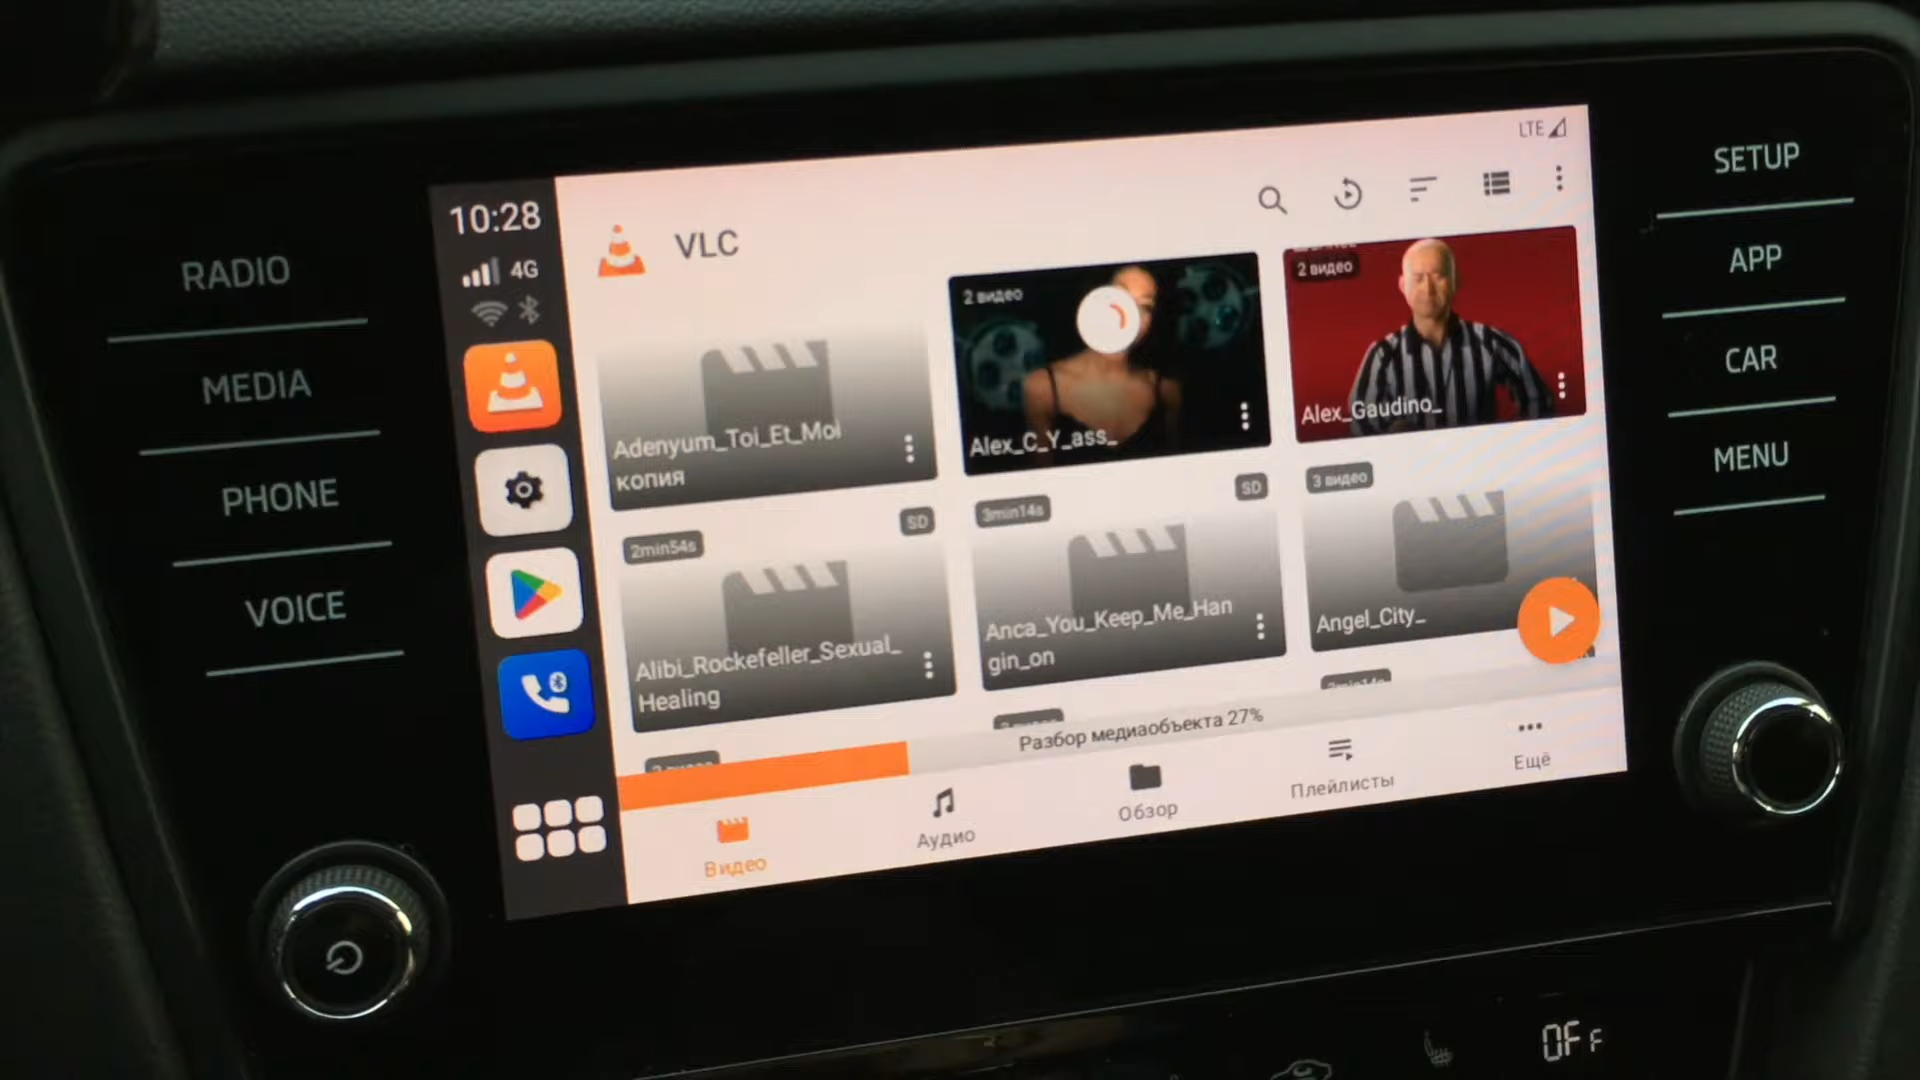 RADIO
MEDIA
PHONE
VOICE
10:28
4G
LTE
VLC
Adenyum_Toi_Et_Moi
копия
2 видео
Alex_C_Y_ass_
2 видео
Alex_Gaudino_
2min54s
SD
Alibi_Rockefeller_Sexual_
Healing
3min14s
SD
Anca_You_Keep_Me_Han
gin_on
3 видео
Angel_City_
Разбор медиаобъекта 27%
Видео
Аудио
Обзор
Плейлисты
Ещё
SETUP
APP
CAR
MENU
OFF